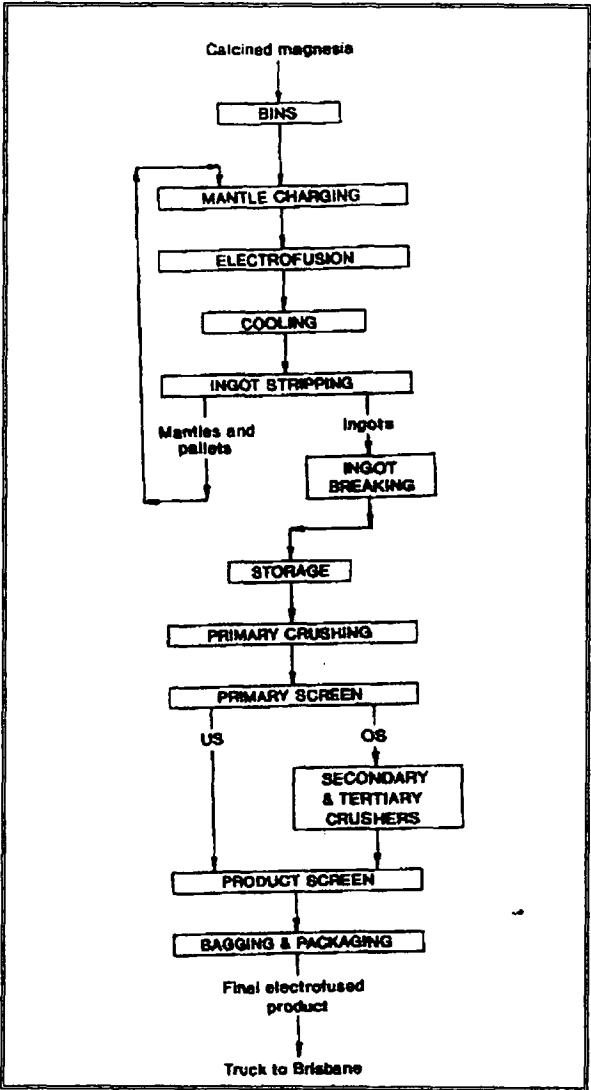 Calcined magnesia
BINS
MANTLE CHARGING
ELECTROFUSION
COOLING
INGOT STRIPPING
Mantles and
pallets
Ingots
INGOT
BREAKING
STORAGE
PRIMARY CRUSHING
PRIMARY SCREEN
US
OS
SECONDARY
& TERTIARY
CRUSHERS
PRODUCT SCREEN
BAGGING & PACKAGING
Final electrofused
product
Truck to Brisbane